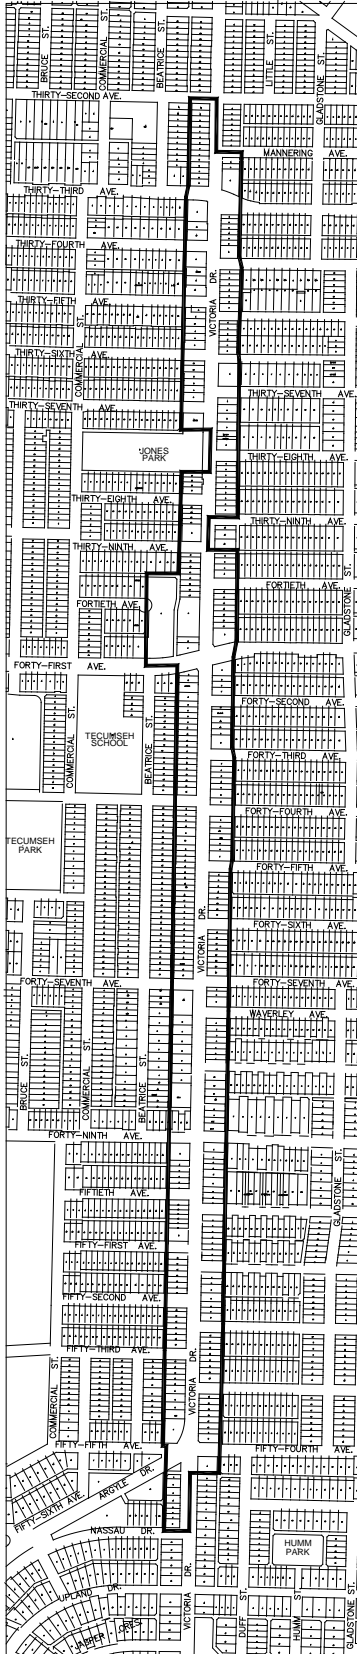 BRUCE ST.
COMMERCIAL ST.
BEATRICE ST.
LITTLE ST.
GLADSTONE ST.
THIRTY-SECOND AVE.
MANNERING AVE.
THIRTY-THIRD AVE.
THIRTY-FOURTH AVE.
VICTORIA DR.
THIRTY-FIFTH AVE.
COMMERCIAL ST.
THIRTY-SIXTH AVE.
THIRTY-SEVENTH AVE.
THIRTY-SEVENTH AVE.
JONES
PARK
THIRTY-EIGHTH AVE.
THIRTY-EIGHTH AVE.
THIRTY-NINTH AVE.
THIRTY-NINTH AVE.
FORTIETH AVE.
GLADSTONE ST.
FORTIETH AVE.
FORTY-FIRST AVE.
FORTY-SECOND AVE.
COMMERCIAL ST.
TECUMSEH
SCHOOL
BEATRICE ST.
FORTY-THIRD AVE.
FORTY-FOURTH AVE.
TECUMSEH
PARK
FORTY-FIFTH AVE.
VICTORIA DR.
FORTY-SIXTH AVE.
FORTY-SEVENTH AVE.
FORTY-SEVENTH AVE.
WAVERLEY AVE.
BRUCE ST.
COMMERCIAL ST.
BEATRICE ST.
FORTY-NINTH AVE.
GLADSTONE ST.
FIFTIETH AVE.
FIFTY-FIRST AVE.
FIFTY-SECOND AVE.
FIFTY-THIRD AVE.
COMMERCIAL ST.
VICTORIA DR.
FIFTY-FIFTH AVE.
FIFTY-FOURTH AVE.
ARGYLE DR.
FIFTY-SIXTH AVE.
NASSAU DR.
HUMM
PARK
UPLAND DR.
VICTORIA DR.
DUFF ST.
HUMM ST.
GLADSTONE ST.
JASPER CRES.